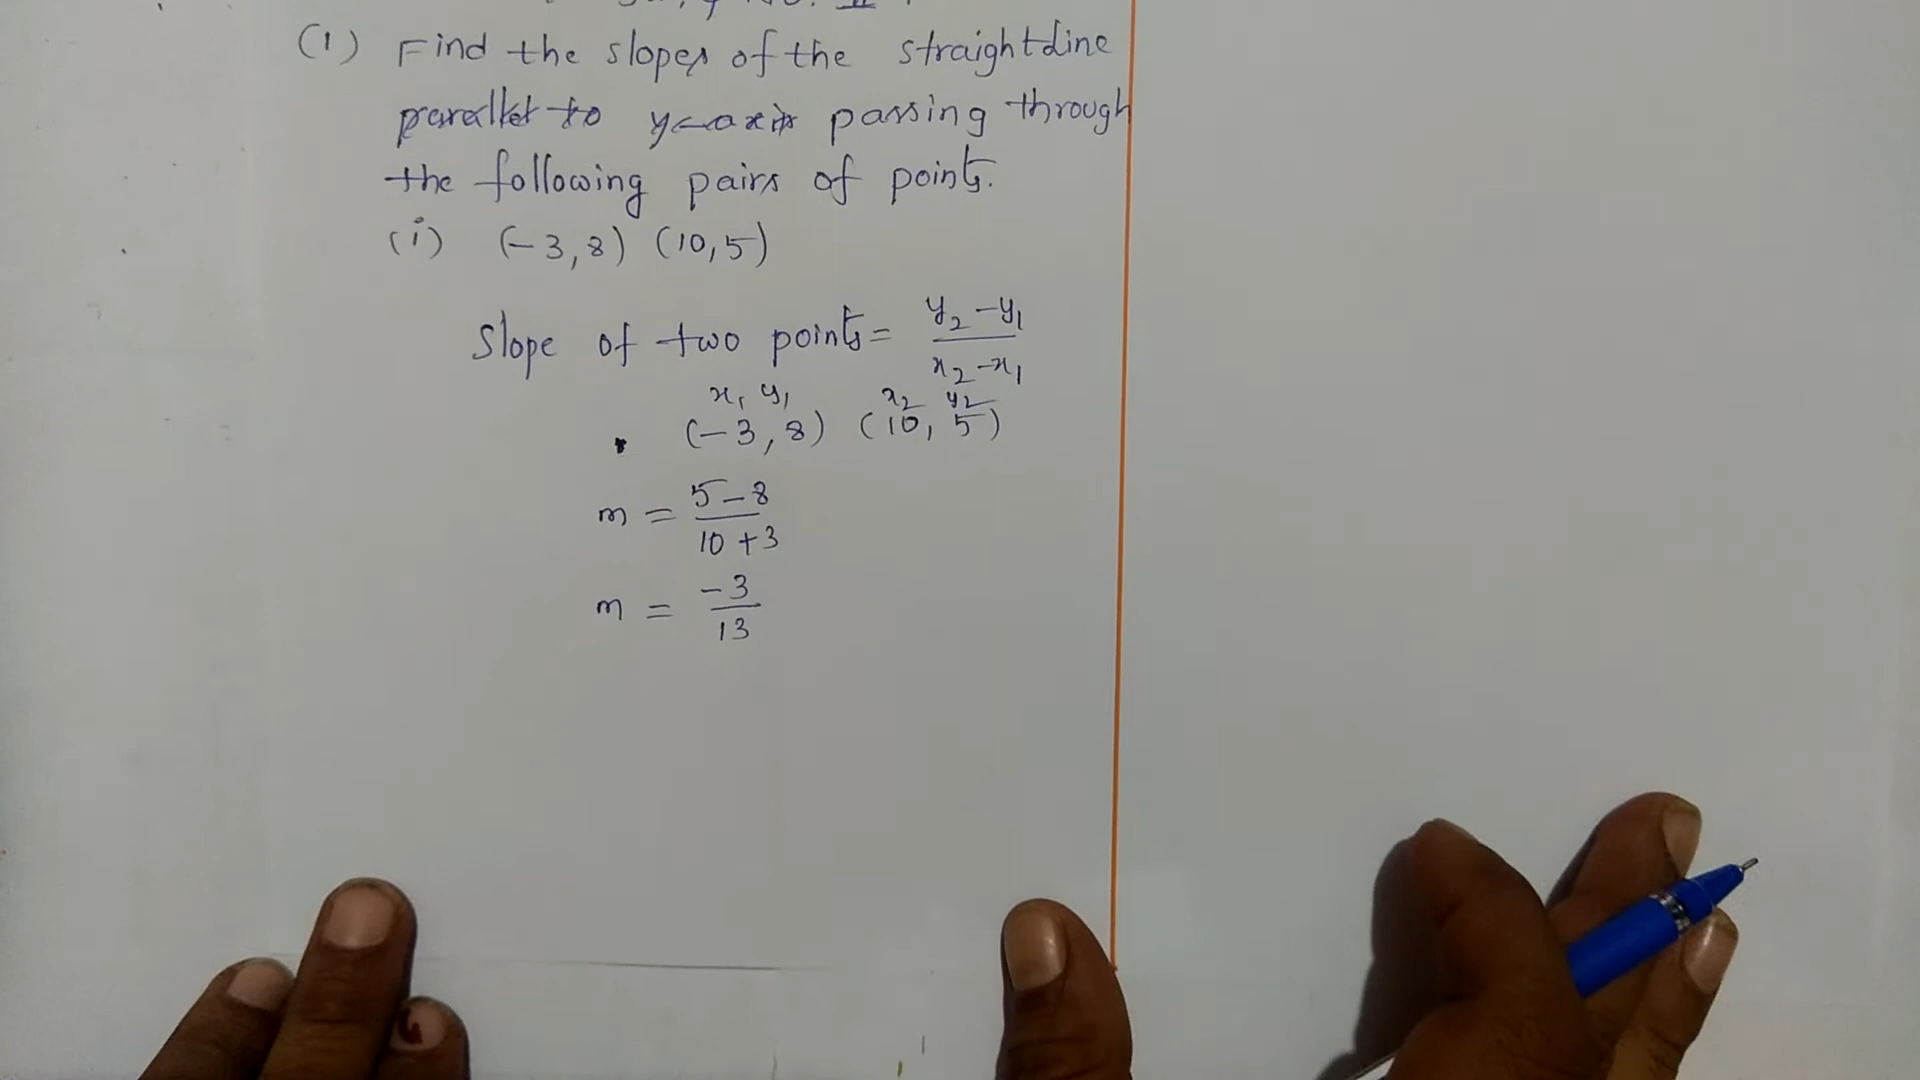 (1) Find the slopes of the straight line
parallel to y-axis passing through
the following pairs of points.
(i) (-3,8) (10,5)
Slope of two points = y₂-y₁
x₂-x₁
x₁ y₁ x₂ y₂
(-3,8) (10,5)
m = 5-8
10+3
m = -3
13